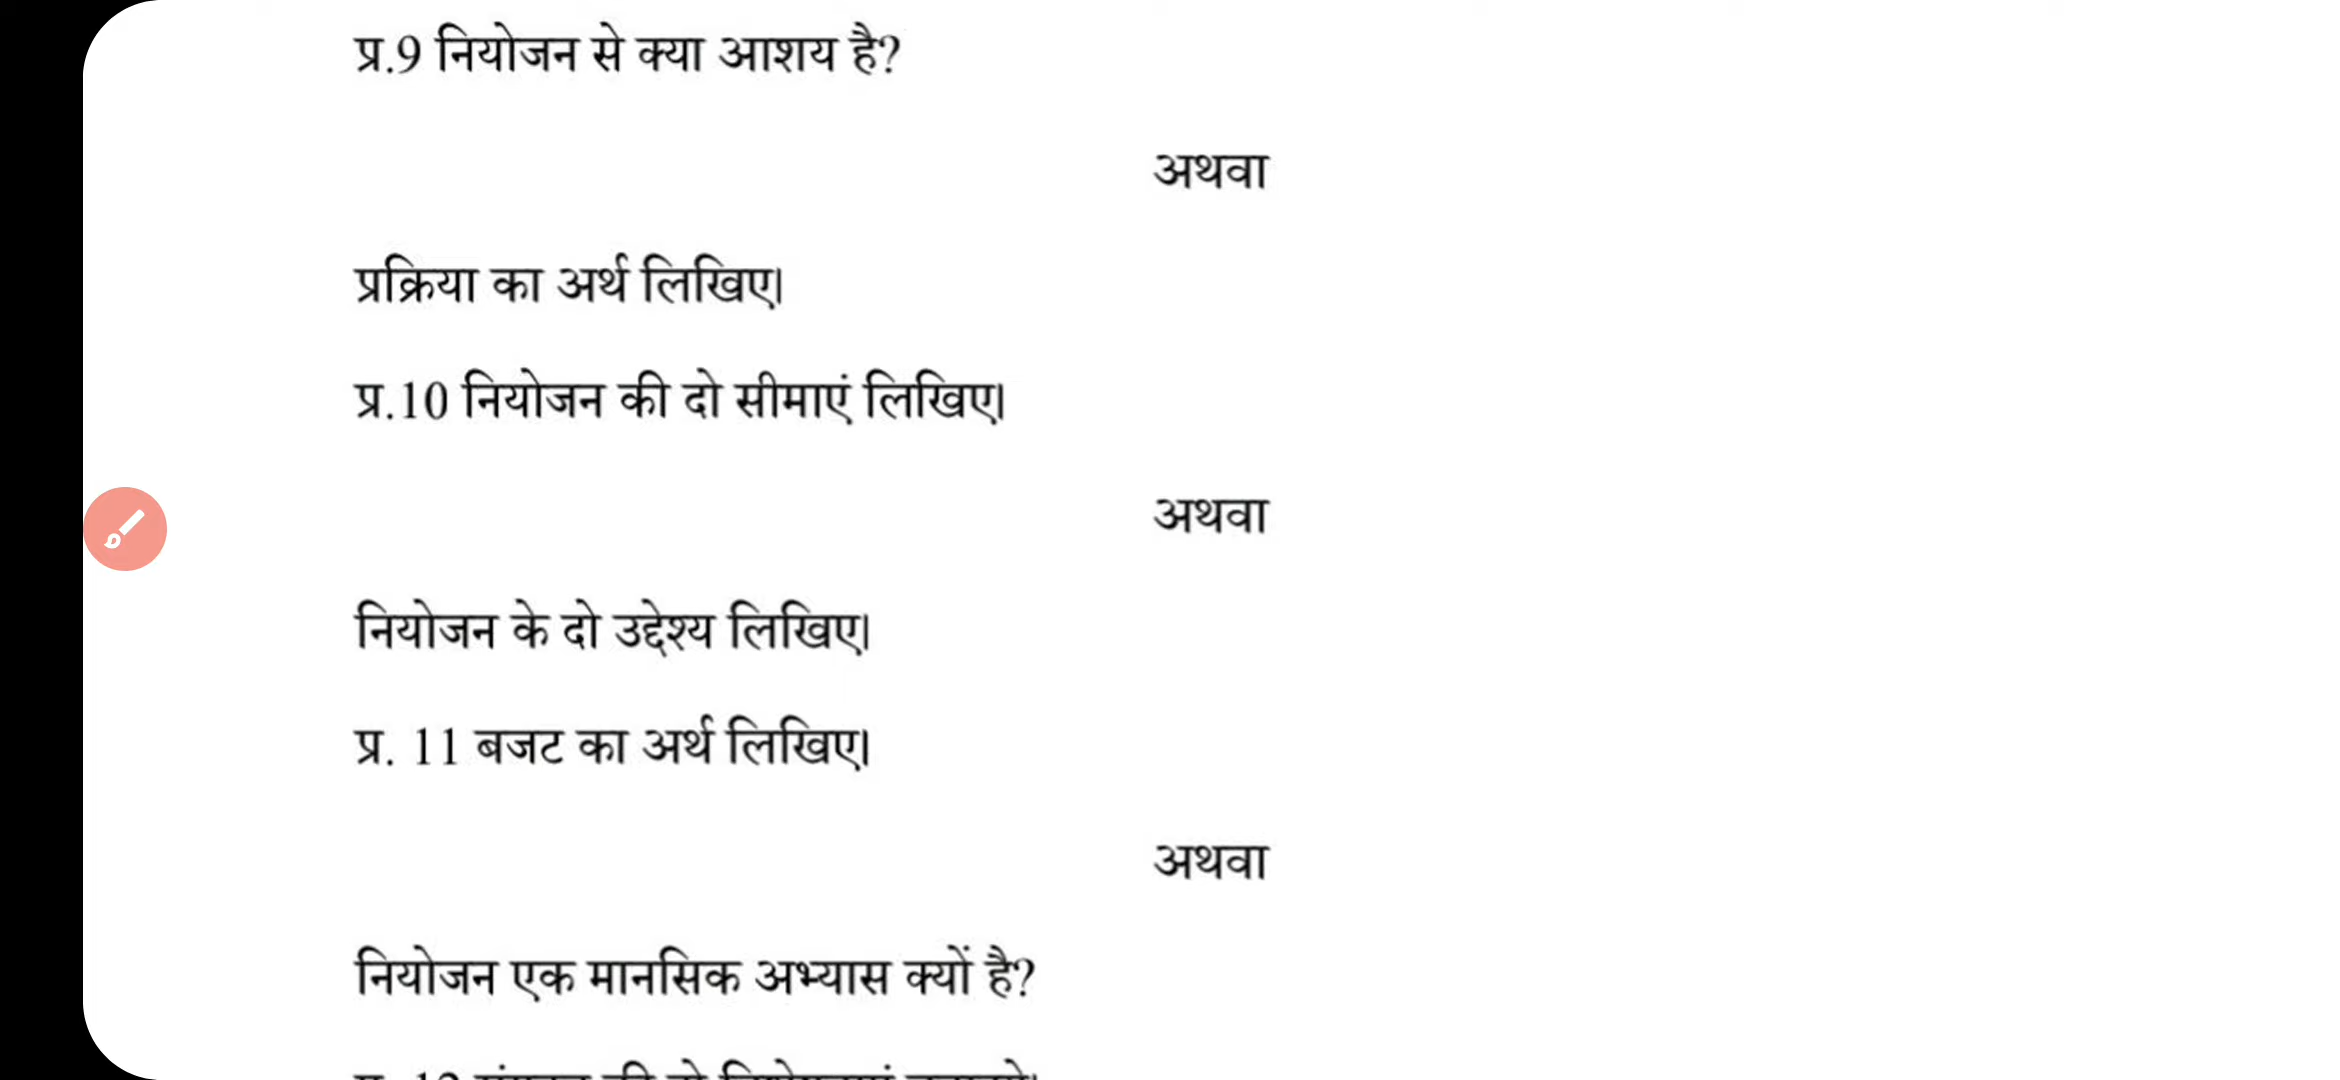 प्र.9 नियोजन से क्या आशय है?
अथवा
प्रक्रिया का अर्थ लिखिए।
प्र.10 नियोजन की दो सीमाएं लिखिए।
अथवा
नियोजन के दो उद्देश्य लिखिए।
प्र. 11 बजट का अर्थ लिखिए।
अथवा
नियोजन एक मानसिक अभ्यास क्यों है?